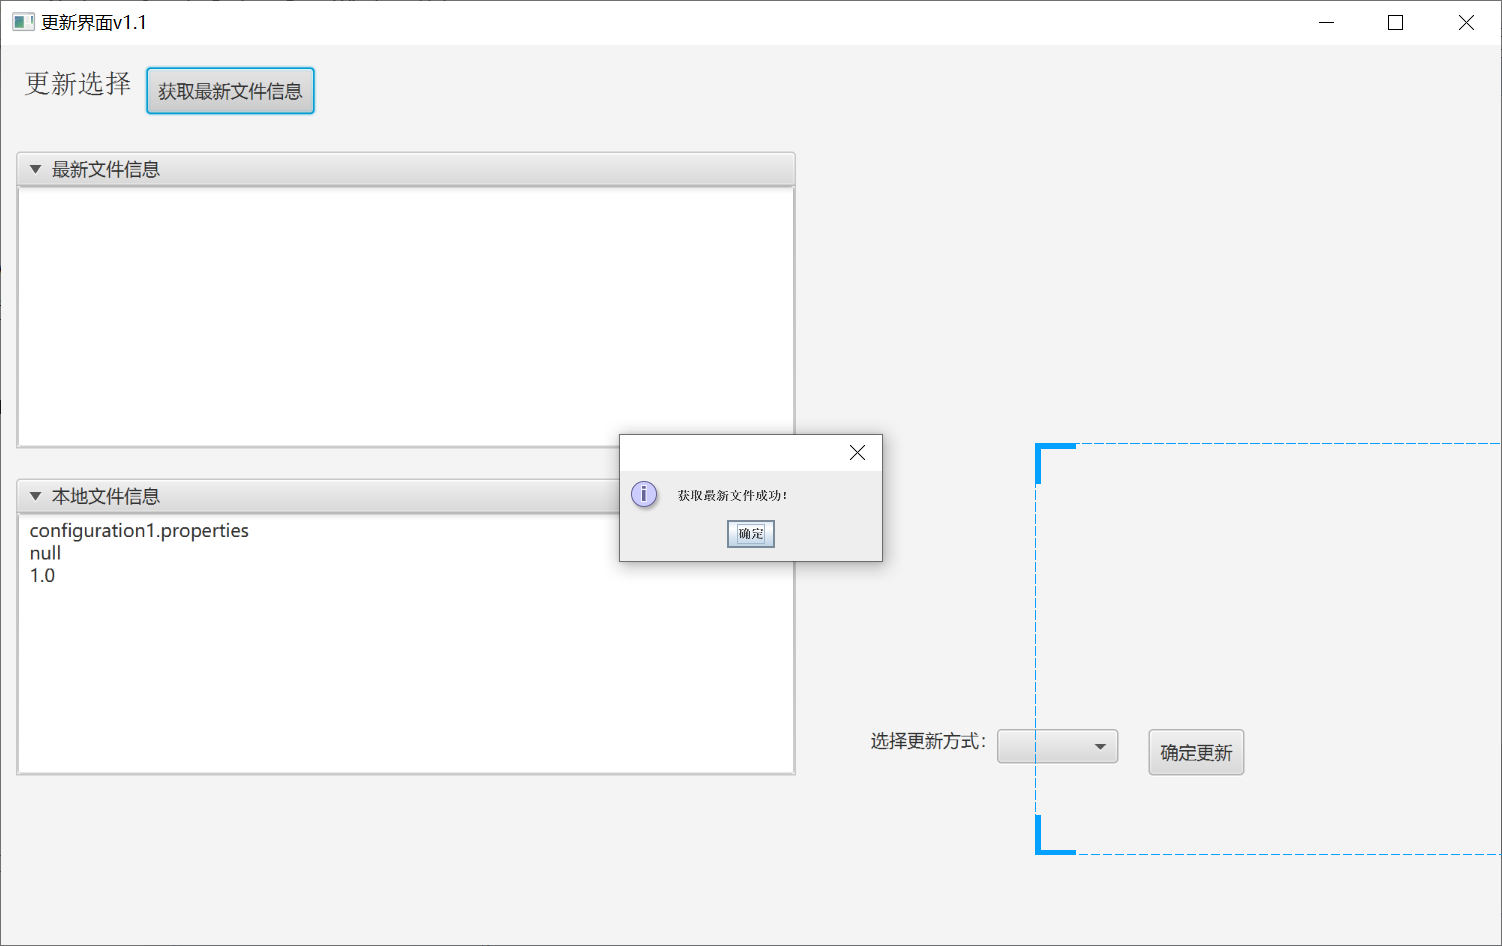 更新界面v1.1
更新选择
获取最新文件信息
最新文件信息
获取最新文件成功!
确定
本地文件信息
configuration1.properties
null
1.0
选择更新方式:
确定更新